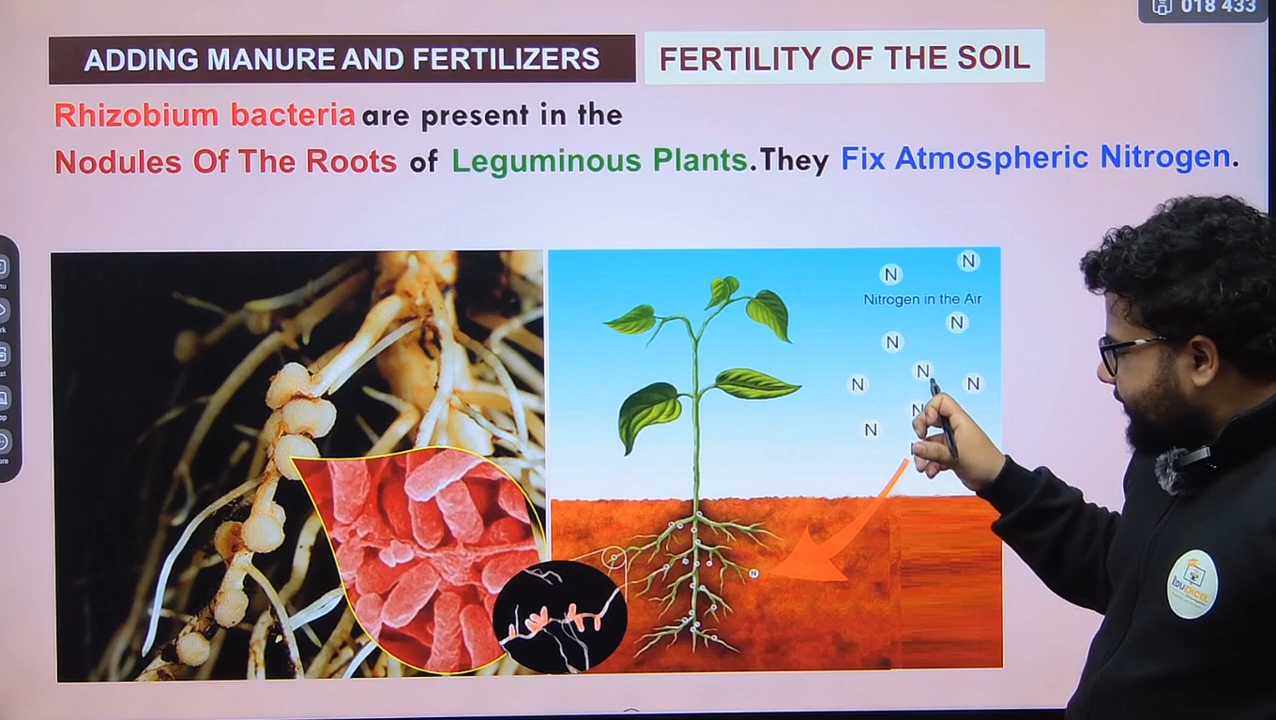 018 433
ADDING MANURE AND FERTILIZERS
FERTILITY OF THE SOIL
Rhizobium bacteria are present in the
Nodules Of The Roots of Leguminous Plants. They Fix Atmospheric Nitrogen.
N
N
Nitrogen in the Air
N
N
N
N
N
N
N
N
EDUEXCEL